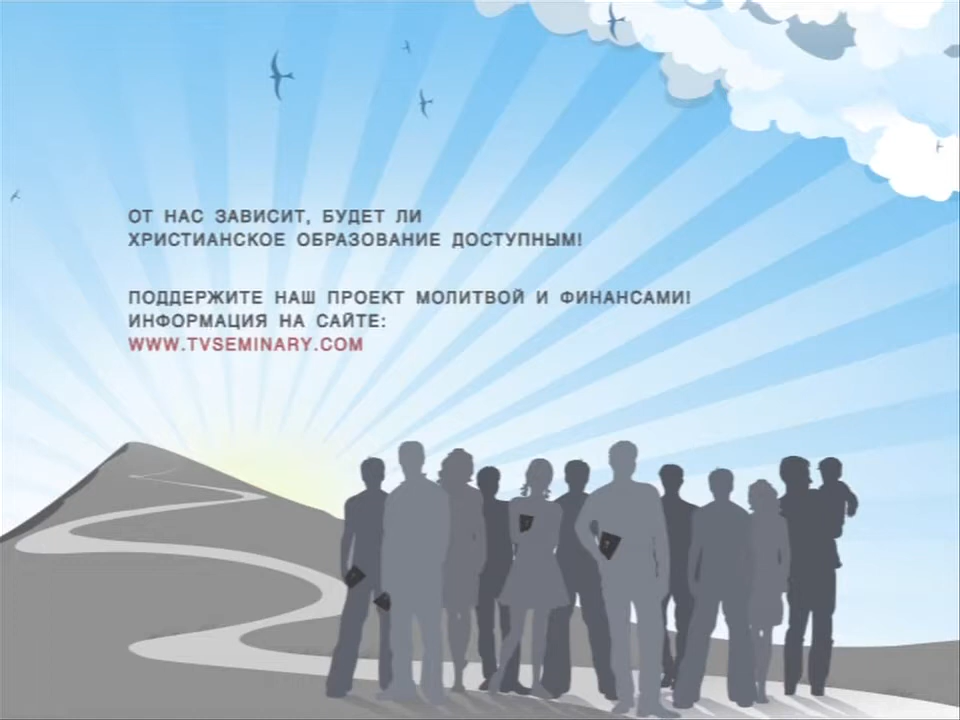 ОТ НАС ЗАВИСИТ, БУДЕТ ЛИ
ХРИСТИАНСКОЕ ОБРАЗОВАНИЕ ДОСТУПНЫМ!
ПОДДЕРЖИТЕ НАШ ПРОЕКТ МОЛИТВОЙ И ФИНАНСАМИ!
ИНФОРМАЦИЯ НА САЙТЕ:
WWW.TVSEMINARY.COM